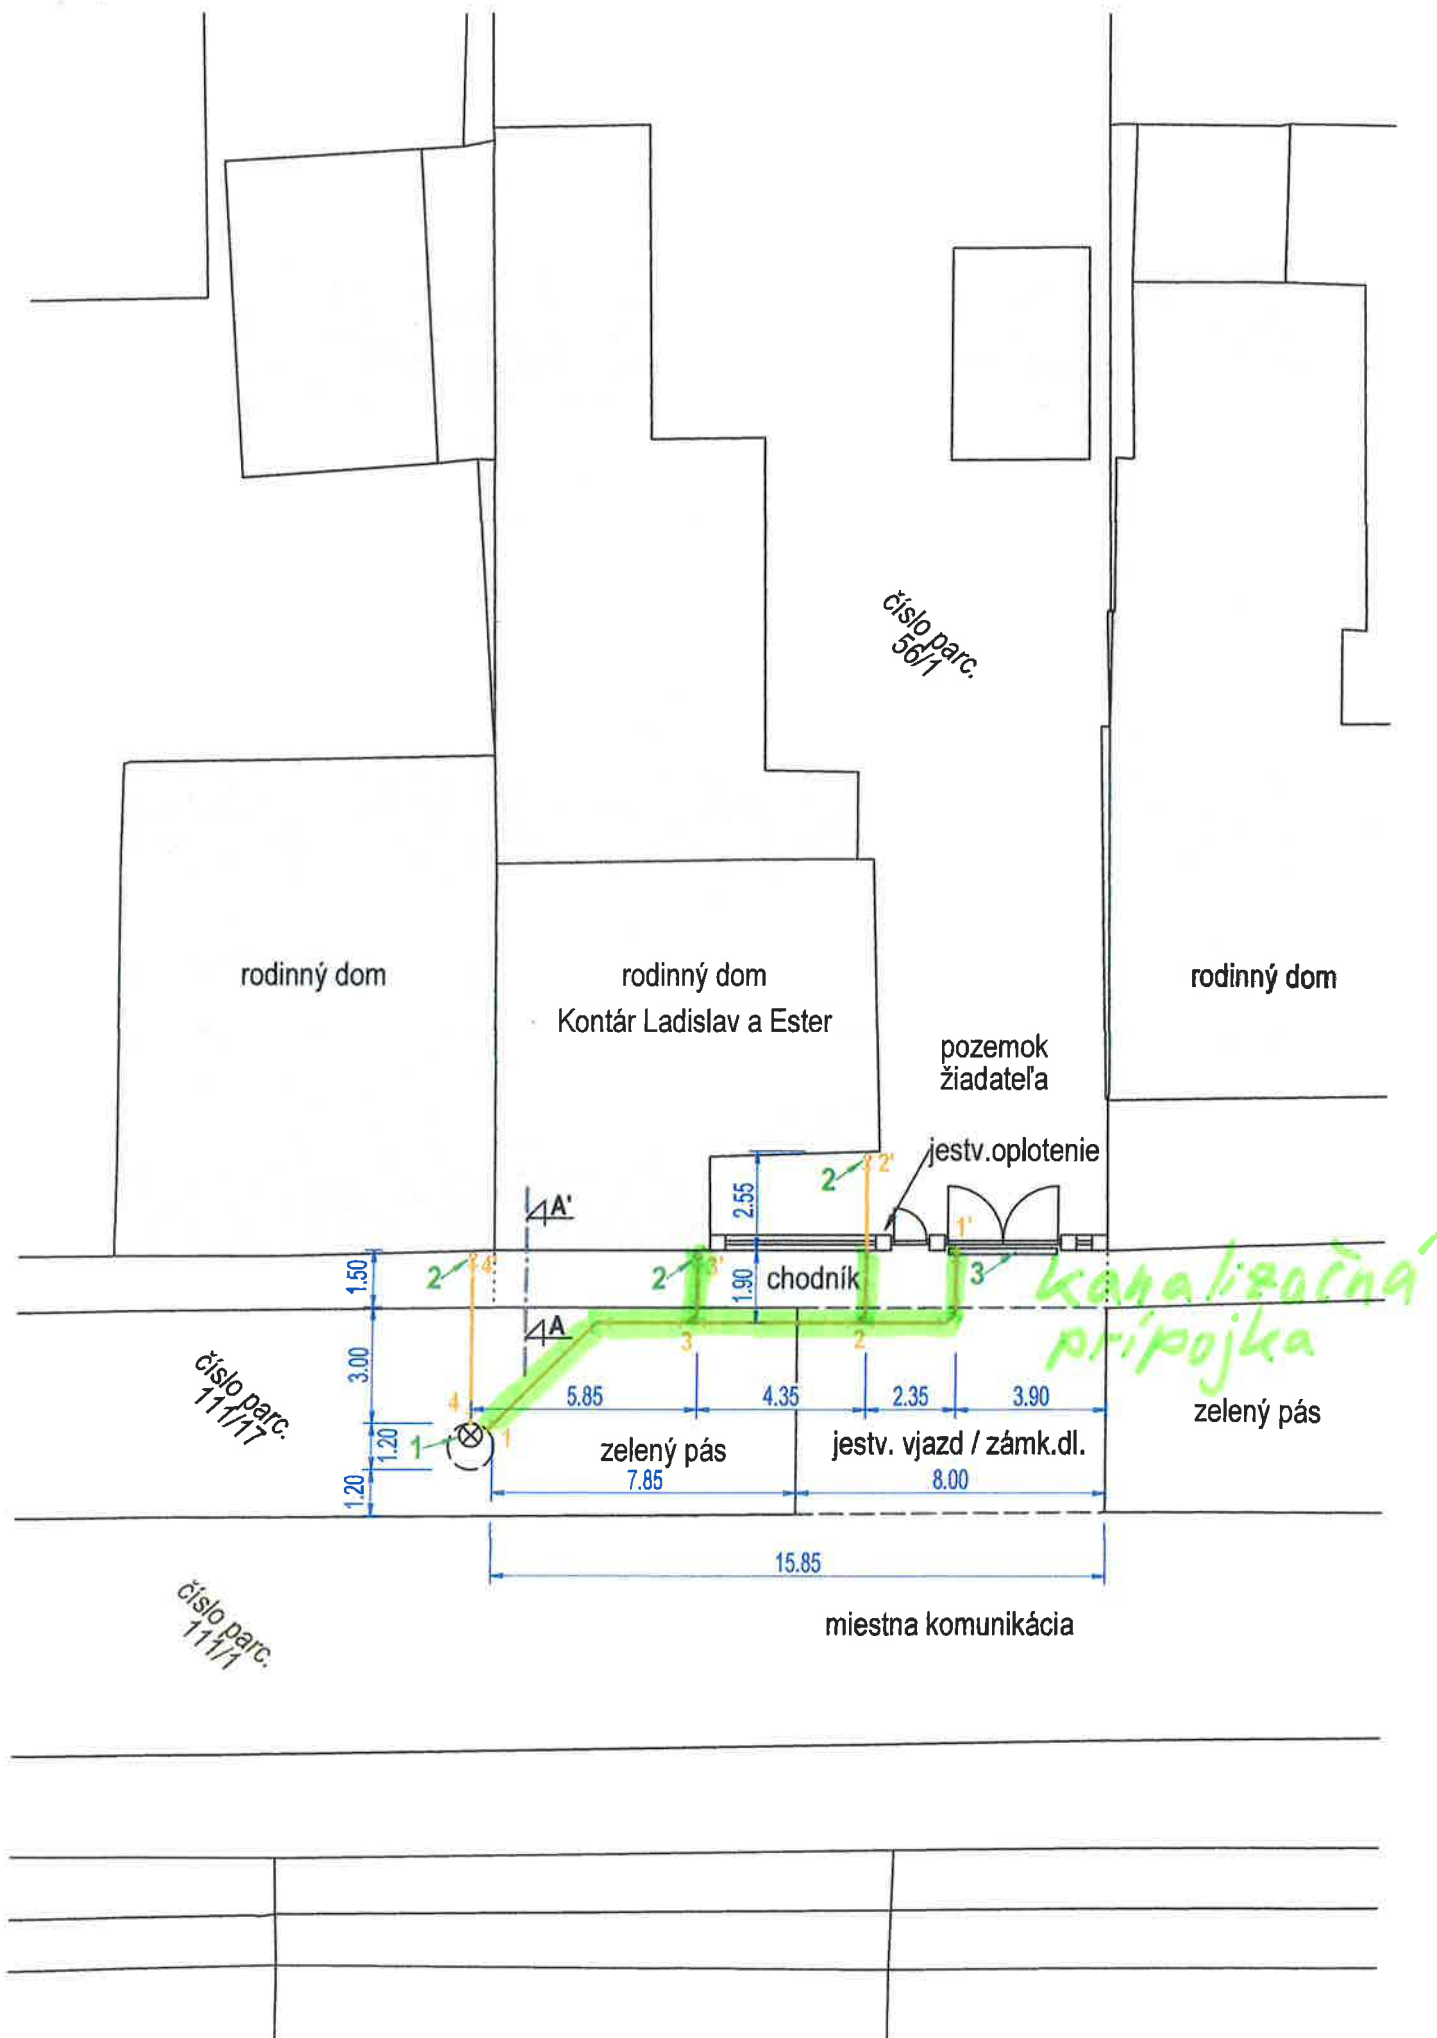 číslo parc.
56/1
rodinný dom
rodinný dom
Kontár Ladislav a Ester
rodinný dom
pozemok
žiadateľa
jestv.oplotenie
2
2'
2.55
A'
1'
2
4'
2
3'
1.90
chodník
3
1.50
kanalizačná
prípojka
A
3
2
3.00
číslo parc.
111/17
4
5.85
4.35
2.35
3.90
zelený pás
1
1
1.20
zelený pás
jestv. vjazd / zámk.dl.
7.85
8.00
1.20
15.85
číslo parc.
111/1
miestna komunikácia